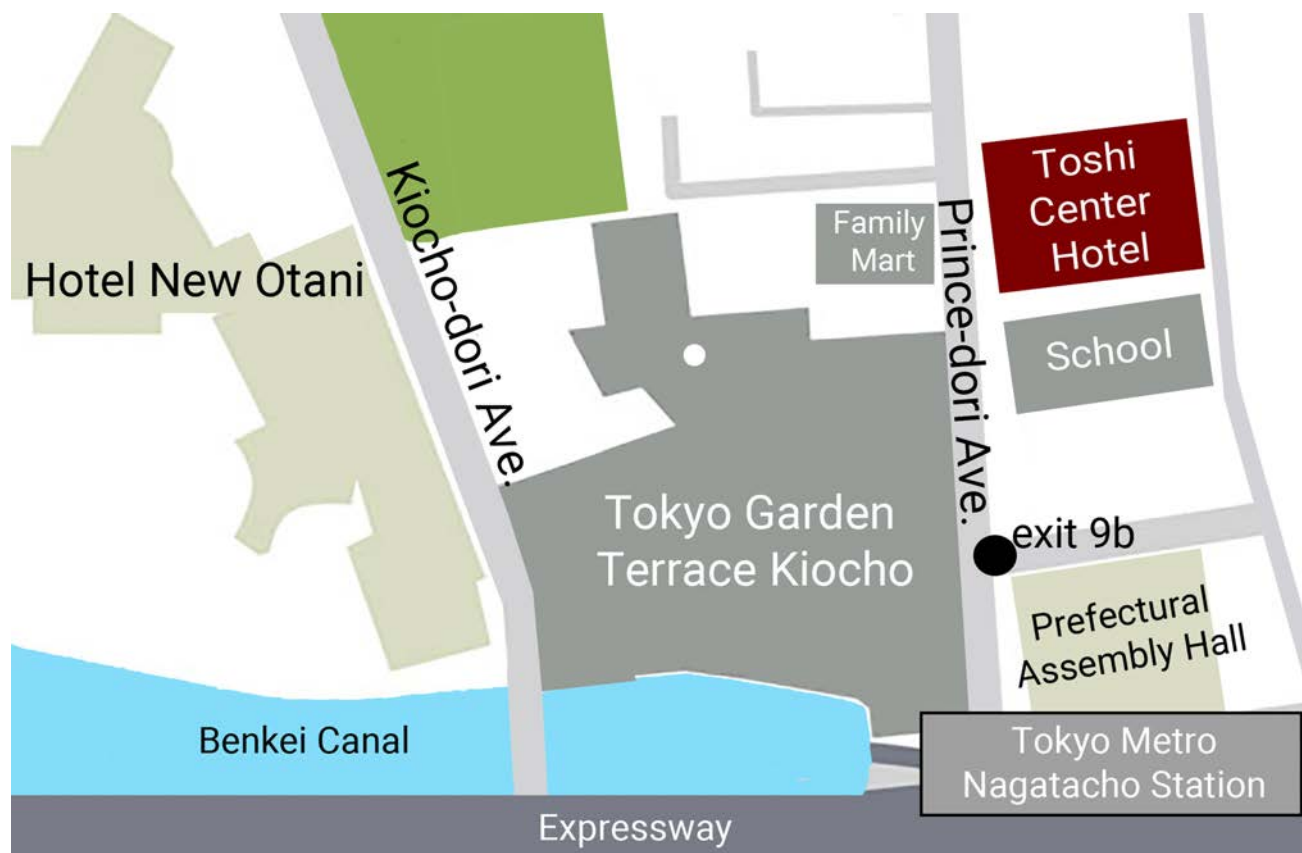 Toshi
Center
Hotel
Family
Mart
Kiocho-dori Ave.
Prince-dori Ave.
Hotel New Otani
School
Tokyo Garden
Terrace Kiocho
exit 9b
Prefectural
Assembly Hall
Benkei Canal
Tokyo Metro
Nagatacho Station
Expressway